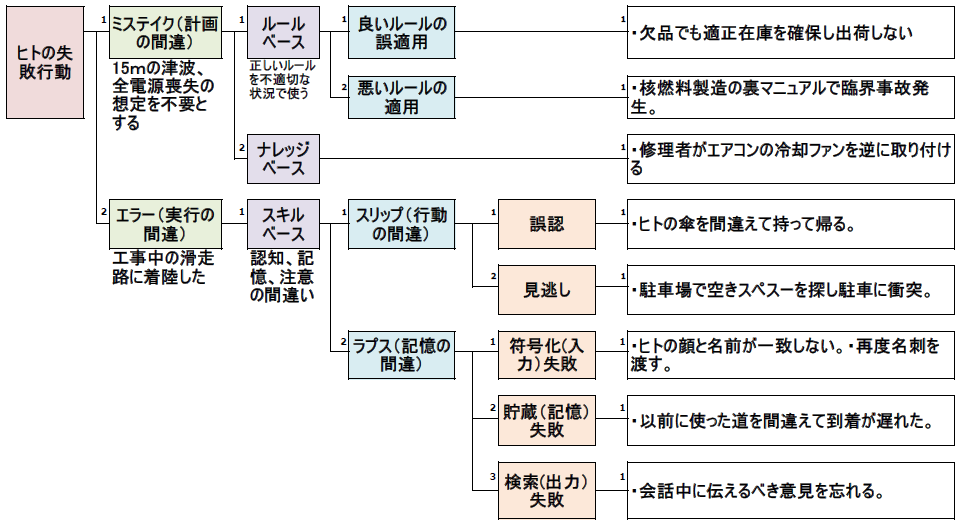 ヒトの失
敗行動
1
ミステイク(計画
の間違)
15mの津波、
全電源喪失の
想定を不要と
する
1
ルール
ベース
正しいルール
を不適切な
状況で使う
1
良いルールの
誤適用
1
・欠品でも適正在庫を確保し出荷しない
2
悪いルールの
適用
1
・核燃料製造の裏マニュアルで臨界事故発
生。
2
ナレッジ
ベース
1
・修理者がエアコンの冷却ファンを逆に取り付け
る
2
エラー(実行の
間違)
工事中の滑走
路に着陸した
1
スキル
ベース
認知、記
憶、注意
の間違い
1
スリップ(行動
の間違)
1
誤認
1
・ヒトの傘を間違えて持って帰る。
2
見逃し
1
・駐車場で空きスペスーを探し駐車に衝突。
2
ラプス(記憶の
間違)
1
符号化(入
力)失敗
1
・ヒトの顔と名前が一致しない。・再度名刺を
渡す。
2
貯蔵(記憶)
失敗
1
・以前に使った道を間違えて到着が遅れた。
3
検索(出力)
失敗
1
・会話中に伝えるべき意見を忘れる。